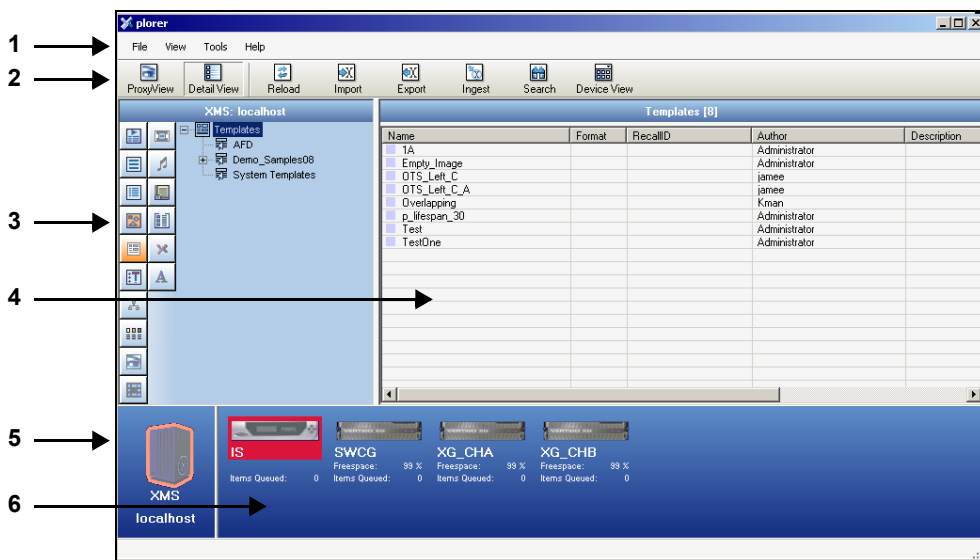 plorer
1
File View Tools Help
2
ProxyView Detail View Reload Import Export Ingest Search Device View
XMS: localhost
Templates [8]
Templates
AFD
Demo_Samples08
System Templates
Name Format RecallID Author Description
1A Administrator
Empty_Image Administrator
OTS_Left_C jamee
OTS_Left_C_A jamee
Overlapping Kman
p_lifespan_30 Administrator
Test Administrator
TestOne Administrator
3
4
5
6
XMS
localhost
IS
Items Queued: 0
SWCG
Freespace: 99 %
Items Queued: 0
XG_CHA
Freespace: 99 %
Items Queued: 0
XG_CHB
Freespace: 99 %
Items Queued: 0